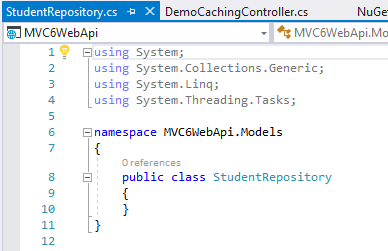 StudentRepository.cs DemoCachingController.cs NuGe
MVC6WebApi MVC6WebApi.Mo
1 using System;
2 using System.Collections.Generic;
3 using System.Linq;
4 using System.Threading.Tasks;
5
6 namespace MVC6WebApi.Models
7 {
0 references
8 public class StudentRepository
9 {
10 }
11 }
12